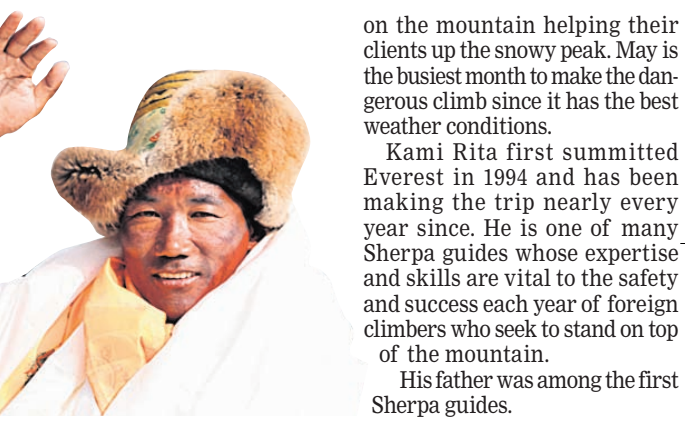 on the mountain helping their
clients up the snowy peak. May is
the busiest month to make the dan-
gerous climb since it has the best
weather conditions.
Kami Rita first summitted
Everest in 1994 and has been
making the trip nearly every
year since. He is one of many
Sherpa guides whose expertise
and skills are vital to the safety
and success each year of foreign
climbers who seek to stand on top
of the mountain.
His father was among the first
Sherpa guides.